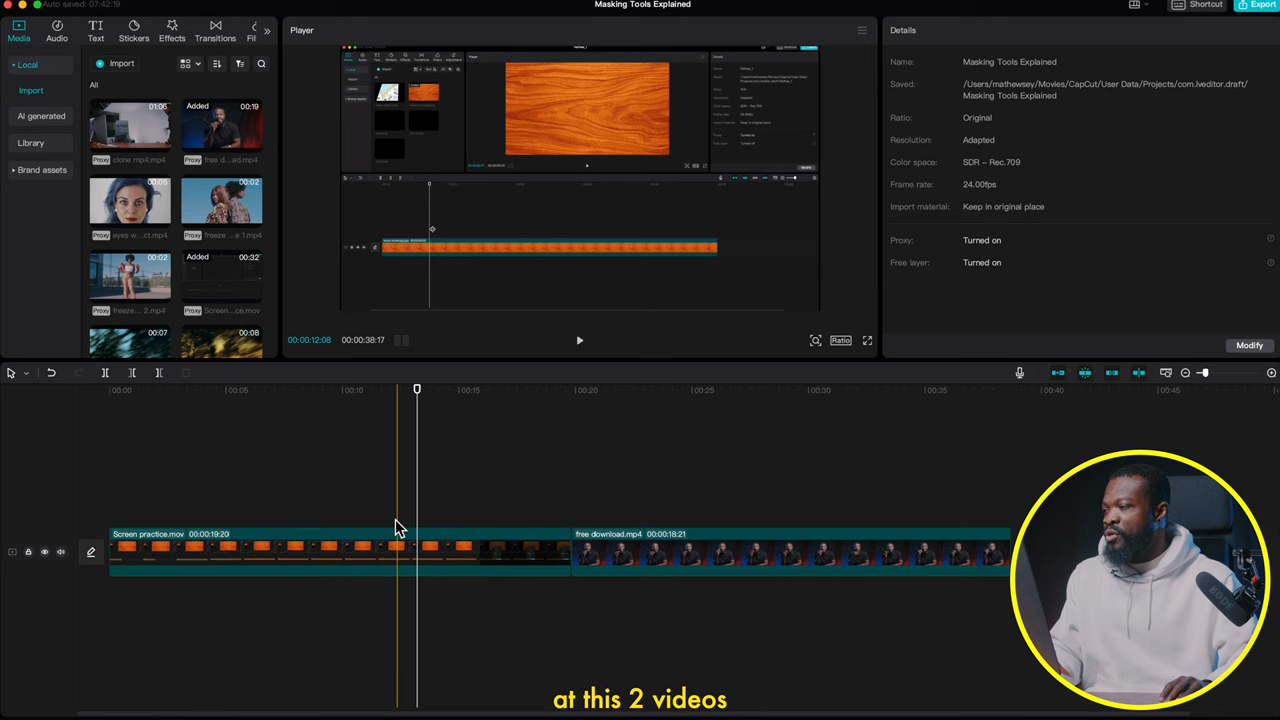 Auto saved: 07:42:19
Masking Tools Explained
Shortcut
Export
Media
Audio
Text
Stickers
Effects
Transitions
Fil
Player
Details
Local
Import
AI generated
Library
Brand assets
Import
All
01:06
Added
00:19
Proxy
clone mp4.mp4
Proxy
free d...ad.mp4
00:05
00:02
Proxy
eyes w...ct.mp4
Proxy
freeze...e 1.mp4
00:02
Added
00:32
Proxy
freeze... 2.mp4
Proxy
Screen...ce.mov
00:07
00:08
00:00:12:08
00:00:38:17
Ratio
Name:
Masking Tools Explained
Saved:
/Users/mathewsey/Movies/CapCut/User Data/Projects/com.lveditor.draft/
Masking Tools Explained
Ratio:
Original
Resolution:
Adapted
Color space:
SDR – Rec.709
Frame rate:
24.00fps
Import material:
Keep in original place
Proxy:
Turned on
Free layer:
Turned on
Modify
00:00
00:05
00:10
00:15
00:20
00:25
00:30
00:35
00:40
00:45
Screen practice.mov 00:00:19:20
free download.mp4 00:00:18:21
RODE
at this 2 videos